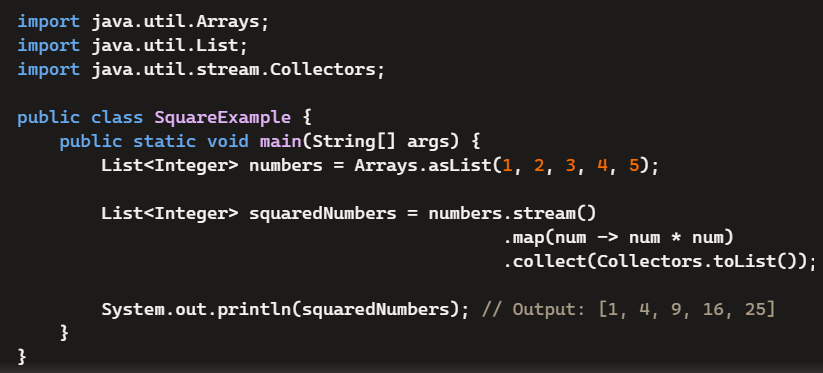 import java.util.Arrays;
import java.util.List;
import java.util.stream.Collectors;

public class SquareExample {
    public static void main(String[] args) {
        List<Integer> numbers = Arrays.asList(1, 2, 3, 4, 5);

        List<Integer> squaredNumbers = numbers.stream()
                                              .map(num -> num * num)
                                              .collect(Collectors.toList());

        System.out.println(squaredNumbers); // Output: [1, 4, 9, 16, 25]
    }
}